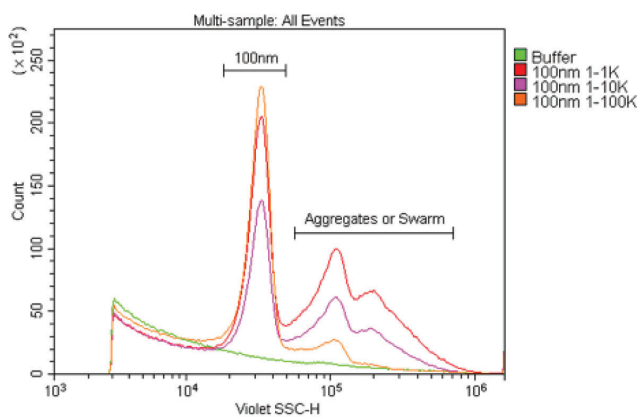 Multi-sample: All Events
(×10²)
250
200
150
100
50
0
Count
100nm
Aggregates or Swarm
10³
10⁴
10⁵
10⁶
Violet SSC-H
Buffer
100nm 1-1K
100nm 1-10K
100nm 1-100K